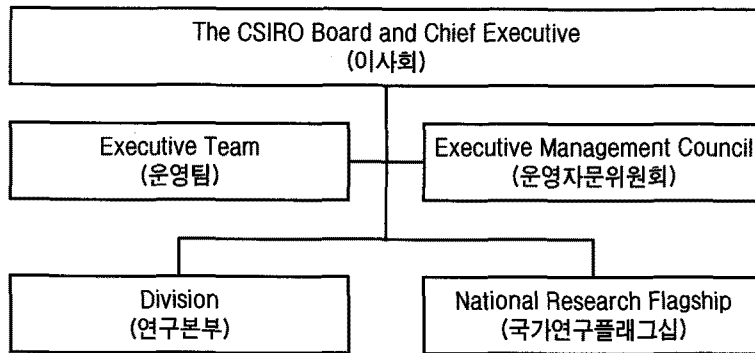 The CSIRO Board and Chief Executive
(이사회)
Executive Team
(운영팀)
Executive Management Council
(운영자문위원회)
Division
(연구본부)
National Research Flagship
(국가연구플래그십)